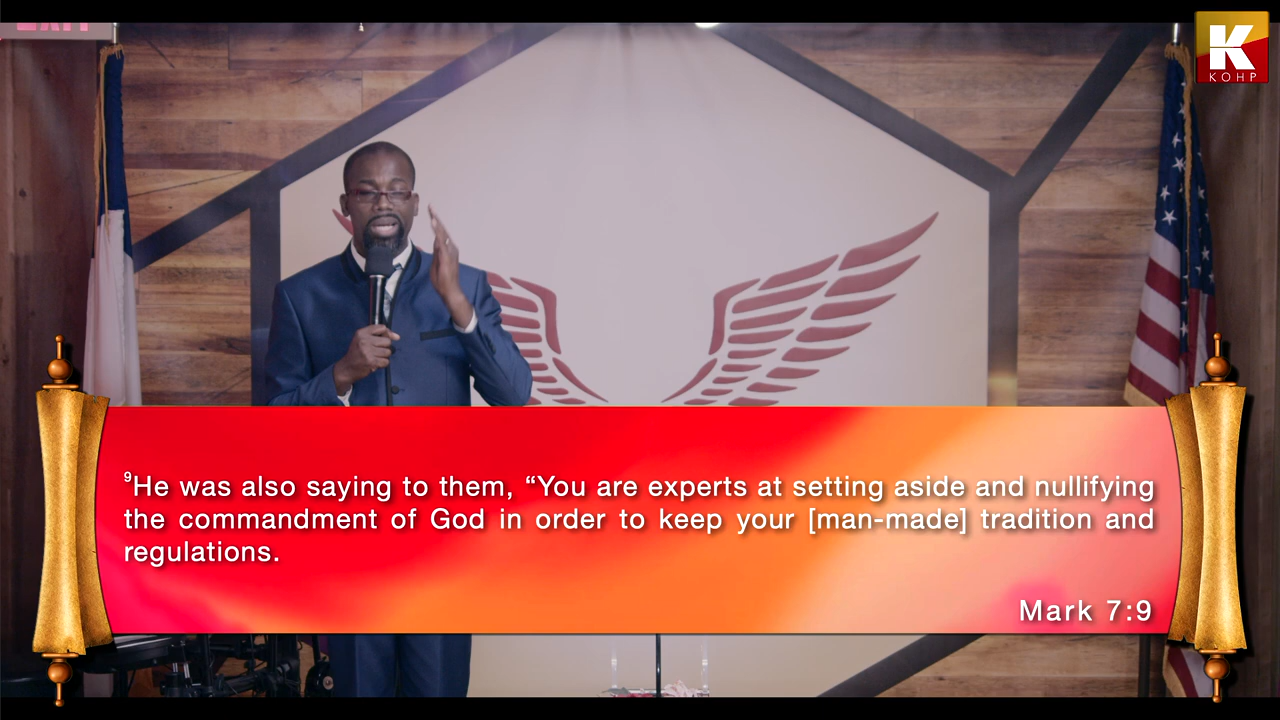 EXIT
K
KOHP
⁹He was also saying to them, “You are experts at setting aside and nullifying
the commandment of God in order to keep your [man-made] tradition and
regulations.
Mark 7:9